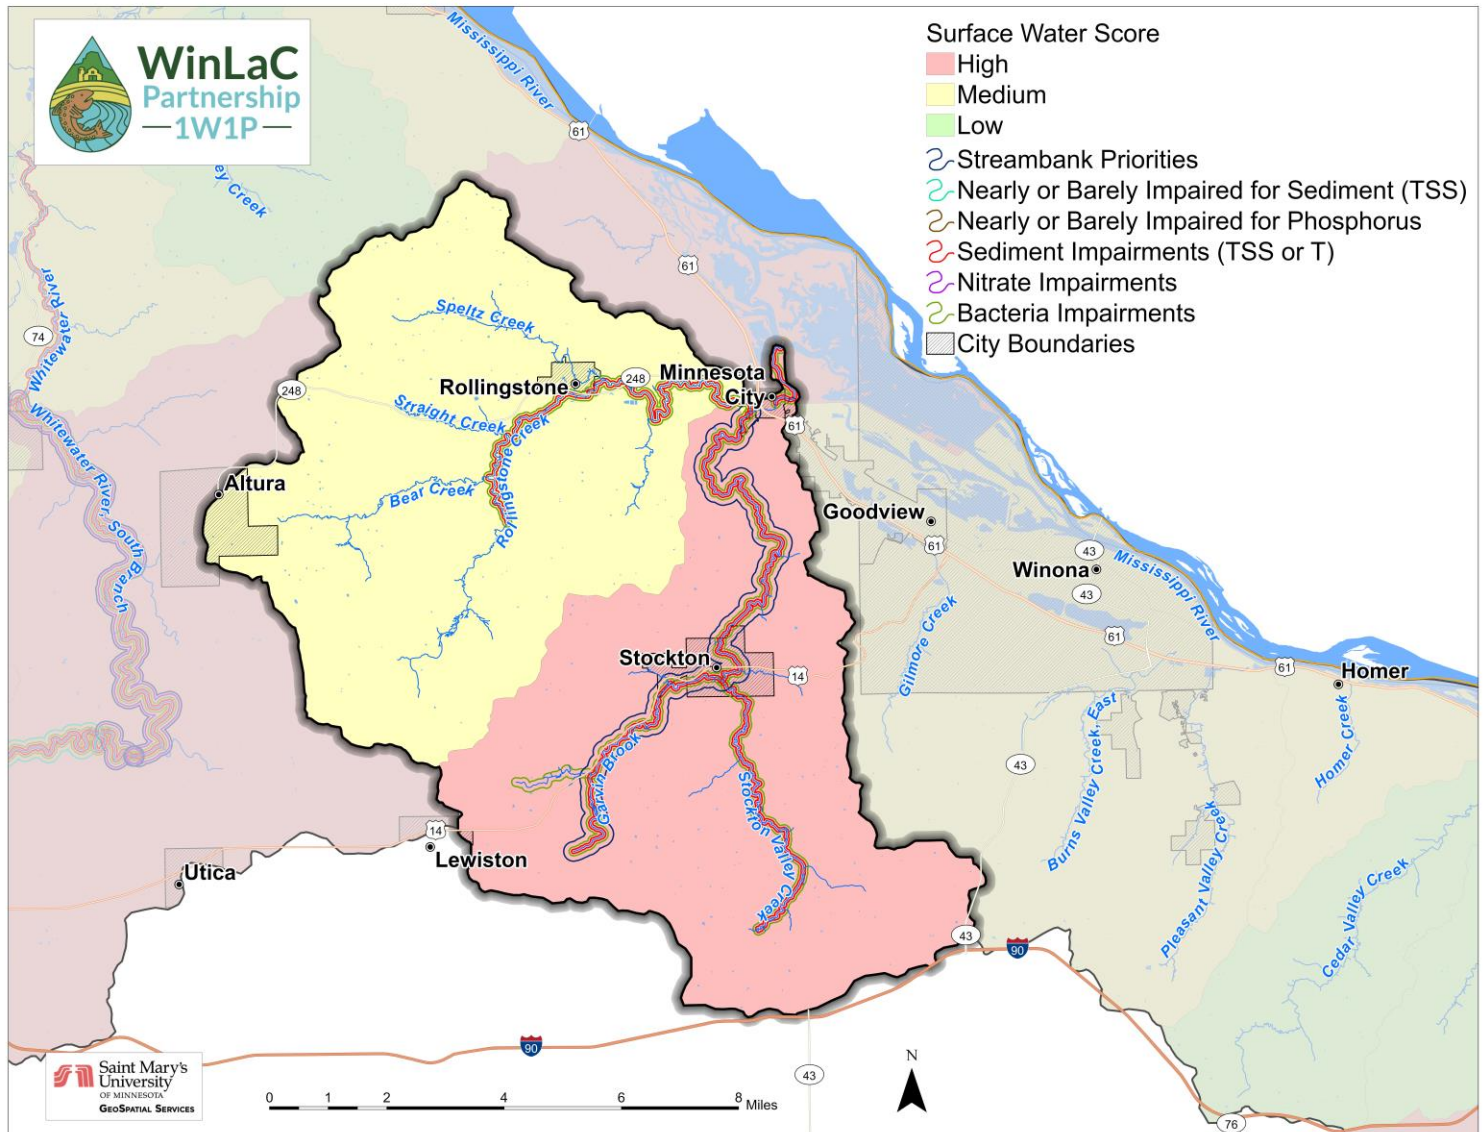 WinLaC
Partnership
1W1P
Surface Water Score
High
Medium
Low
Streambank Priorities
Nearly or Barely Impaired for Sediment (TSS)
Nearly or Barely Impaired for Phosphorus
Sediment Impairments (TSS or T)
Nitrate Impairments
Bacteria Impairments
City Boundaries
Mississippi River
61
ey Creek
61
Whitewater River
74
248
Speltz Creek
Rollingstone
248
Minnesota
City
61
Straight Creek
Rollingstone Creek
Bear Creek
Altura
Whitewater River, South Branch
Goodview
61
Winona
43
43
Mississippi River
61
61
Homer
Gilmore Creek
Stockton
14
Garvin Brook
Stockton Valley Creek
43
Burns Valley Creek, East
Homer Creek
Pleasant Valley Creek
Cedar Valley Creek
14
Lewiston
Utica
43
90
90
43
76
Saint Mary's
University
OF MINNESOTA
GEOSPATIAL SERVICES
0 1 2 4 6 8 Miles
N